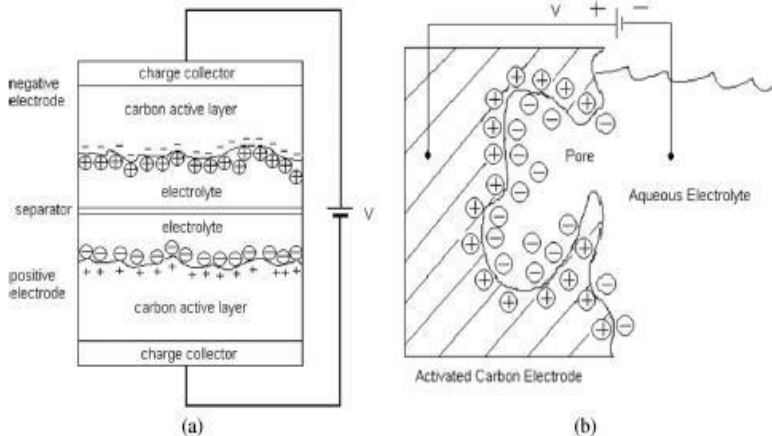 charge collector
negative
electrode
carbon active layer
electrolyte
separator
electrolyte
V
positive
electrode
carbon active layer
charge collector
(a)
V + −
Pore
Aqueous Electrolyte
Activated Carbon Electrode
(b)